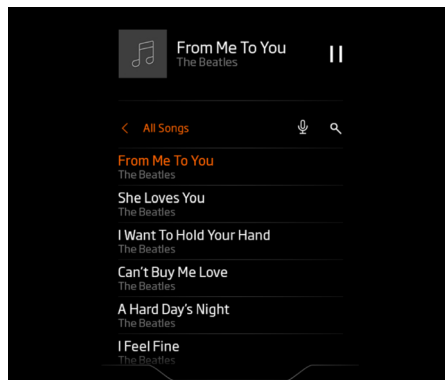 From Me To You
The Beatles
All Songs
From Me To You
The Beatles
She Loves You
The Beatles
I Want To Hold Your Hand
The Beatles
Can't Buy Me Love
The Beatles
A Hard Day's Night
The Beatles
I Feel Fine
The Beatles